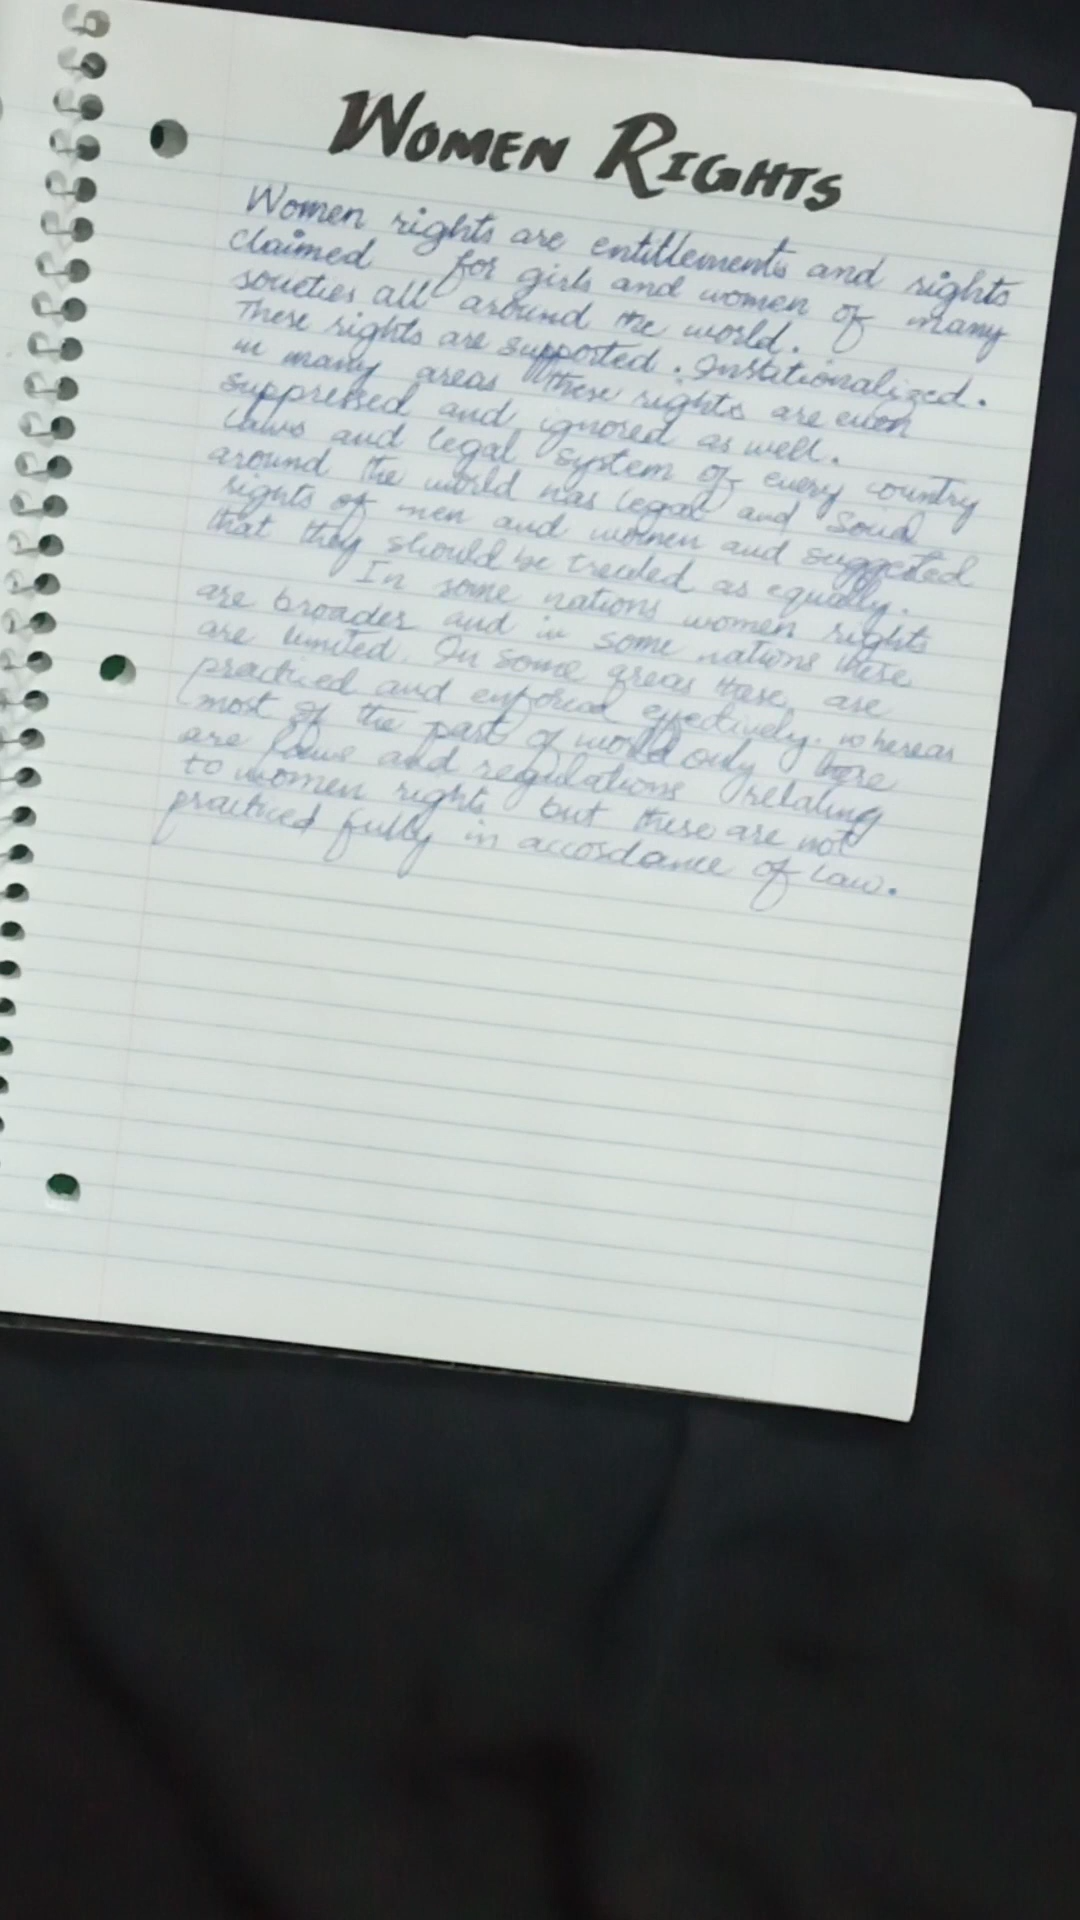 WOMEN RIGHTS
Women rights are entitlements and rights
claimed for girls and women of many
societies all around the world.
These rights are supported. Instationalized.
in many areas these rights are even
suppressed and ignored as well.
Laws and legal system of every country
around the world has legal and Social
rights of men and women and suggested
that they should be treated as equally.
In some nations women rights
are broader and in some nations these
are limited. In some areas these are
practiced and enforced effectively. whereas
most of the part of world only there
are laws and regulations relating
to women rights but these are not
practiced fully in accordance of Law.